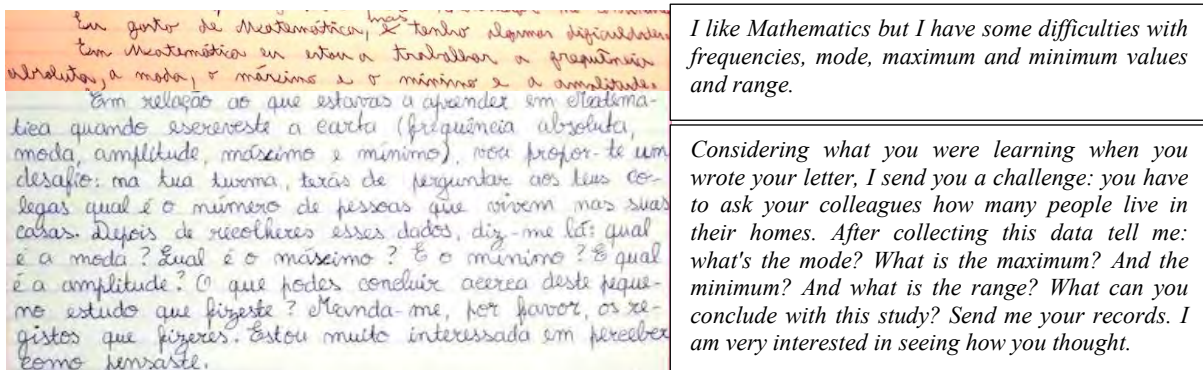 Eu gosto de Matemática, mas tenho algumas dificuldades
Em Matemática eu estou a trabalhar a frequência
absoluta, a moda, o máximo e o mínimo e a amplitude.
Em relação ao que estavas a aprender em Matemá-
tica quando escreveste a carta (frequência absoluta,
moda, amplitude, máximo e mínimo), vou propor-te um
desafio: na tua turma, terás de perguntar aos teus co-
legas qual é o número de pessoas que vivem nas suas
casas. Depois de recolheres esses dados, diz-me lá: qual
é a moda? Qual é o máximo? E o mínimo? E qual
é a amplitude? O que podes concluir acerca deste peque-
no estudo que fizeste? Manda-me, por favor, os re-
gistos que fizeres. Estou muito interessada em perceber
como pensaste.
I like Mathematics but I have some difficulties with
frequencies, mode, maximum and minimum values
and range.
Considering what you were learning when you
wrote your letter, I send you a challenge: you have
to ask your colleagues how many people live in
their homes. After collecting this data tell me:
what's the mode? What is the maximum? And the
minimum? And what is the range? What can you
conclude with this study? Send me your records. I
am very interested in seeing how you thought.